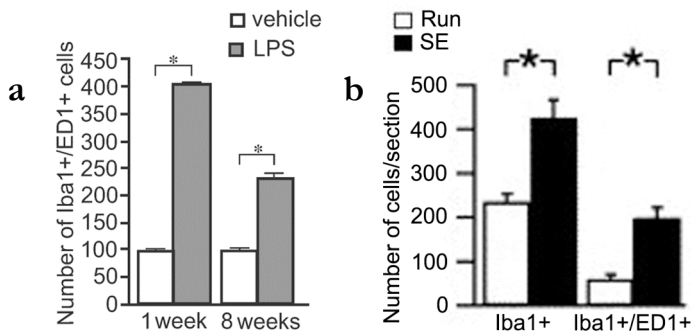 a
vehicle
LPS
Number of Iba1+/ED1+ cells
450
400
350
300
250
200
150
100
50
0
*
*
1 week
8 weeks
b
Run
SE
Number of cells/section
500
400
300
200
100
0
*
*
Iba1+
Iba1+/ED1+